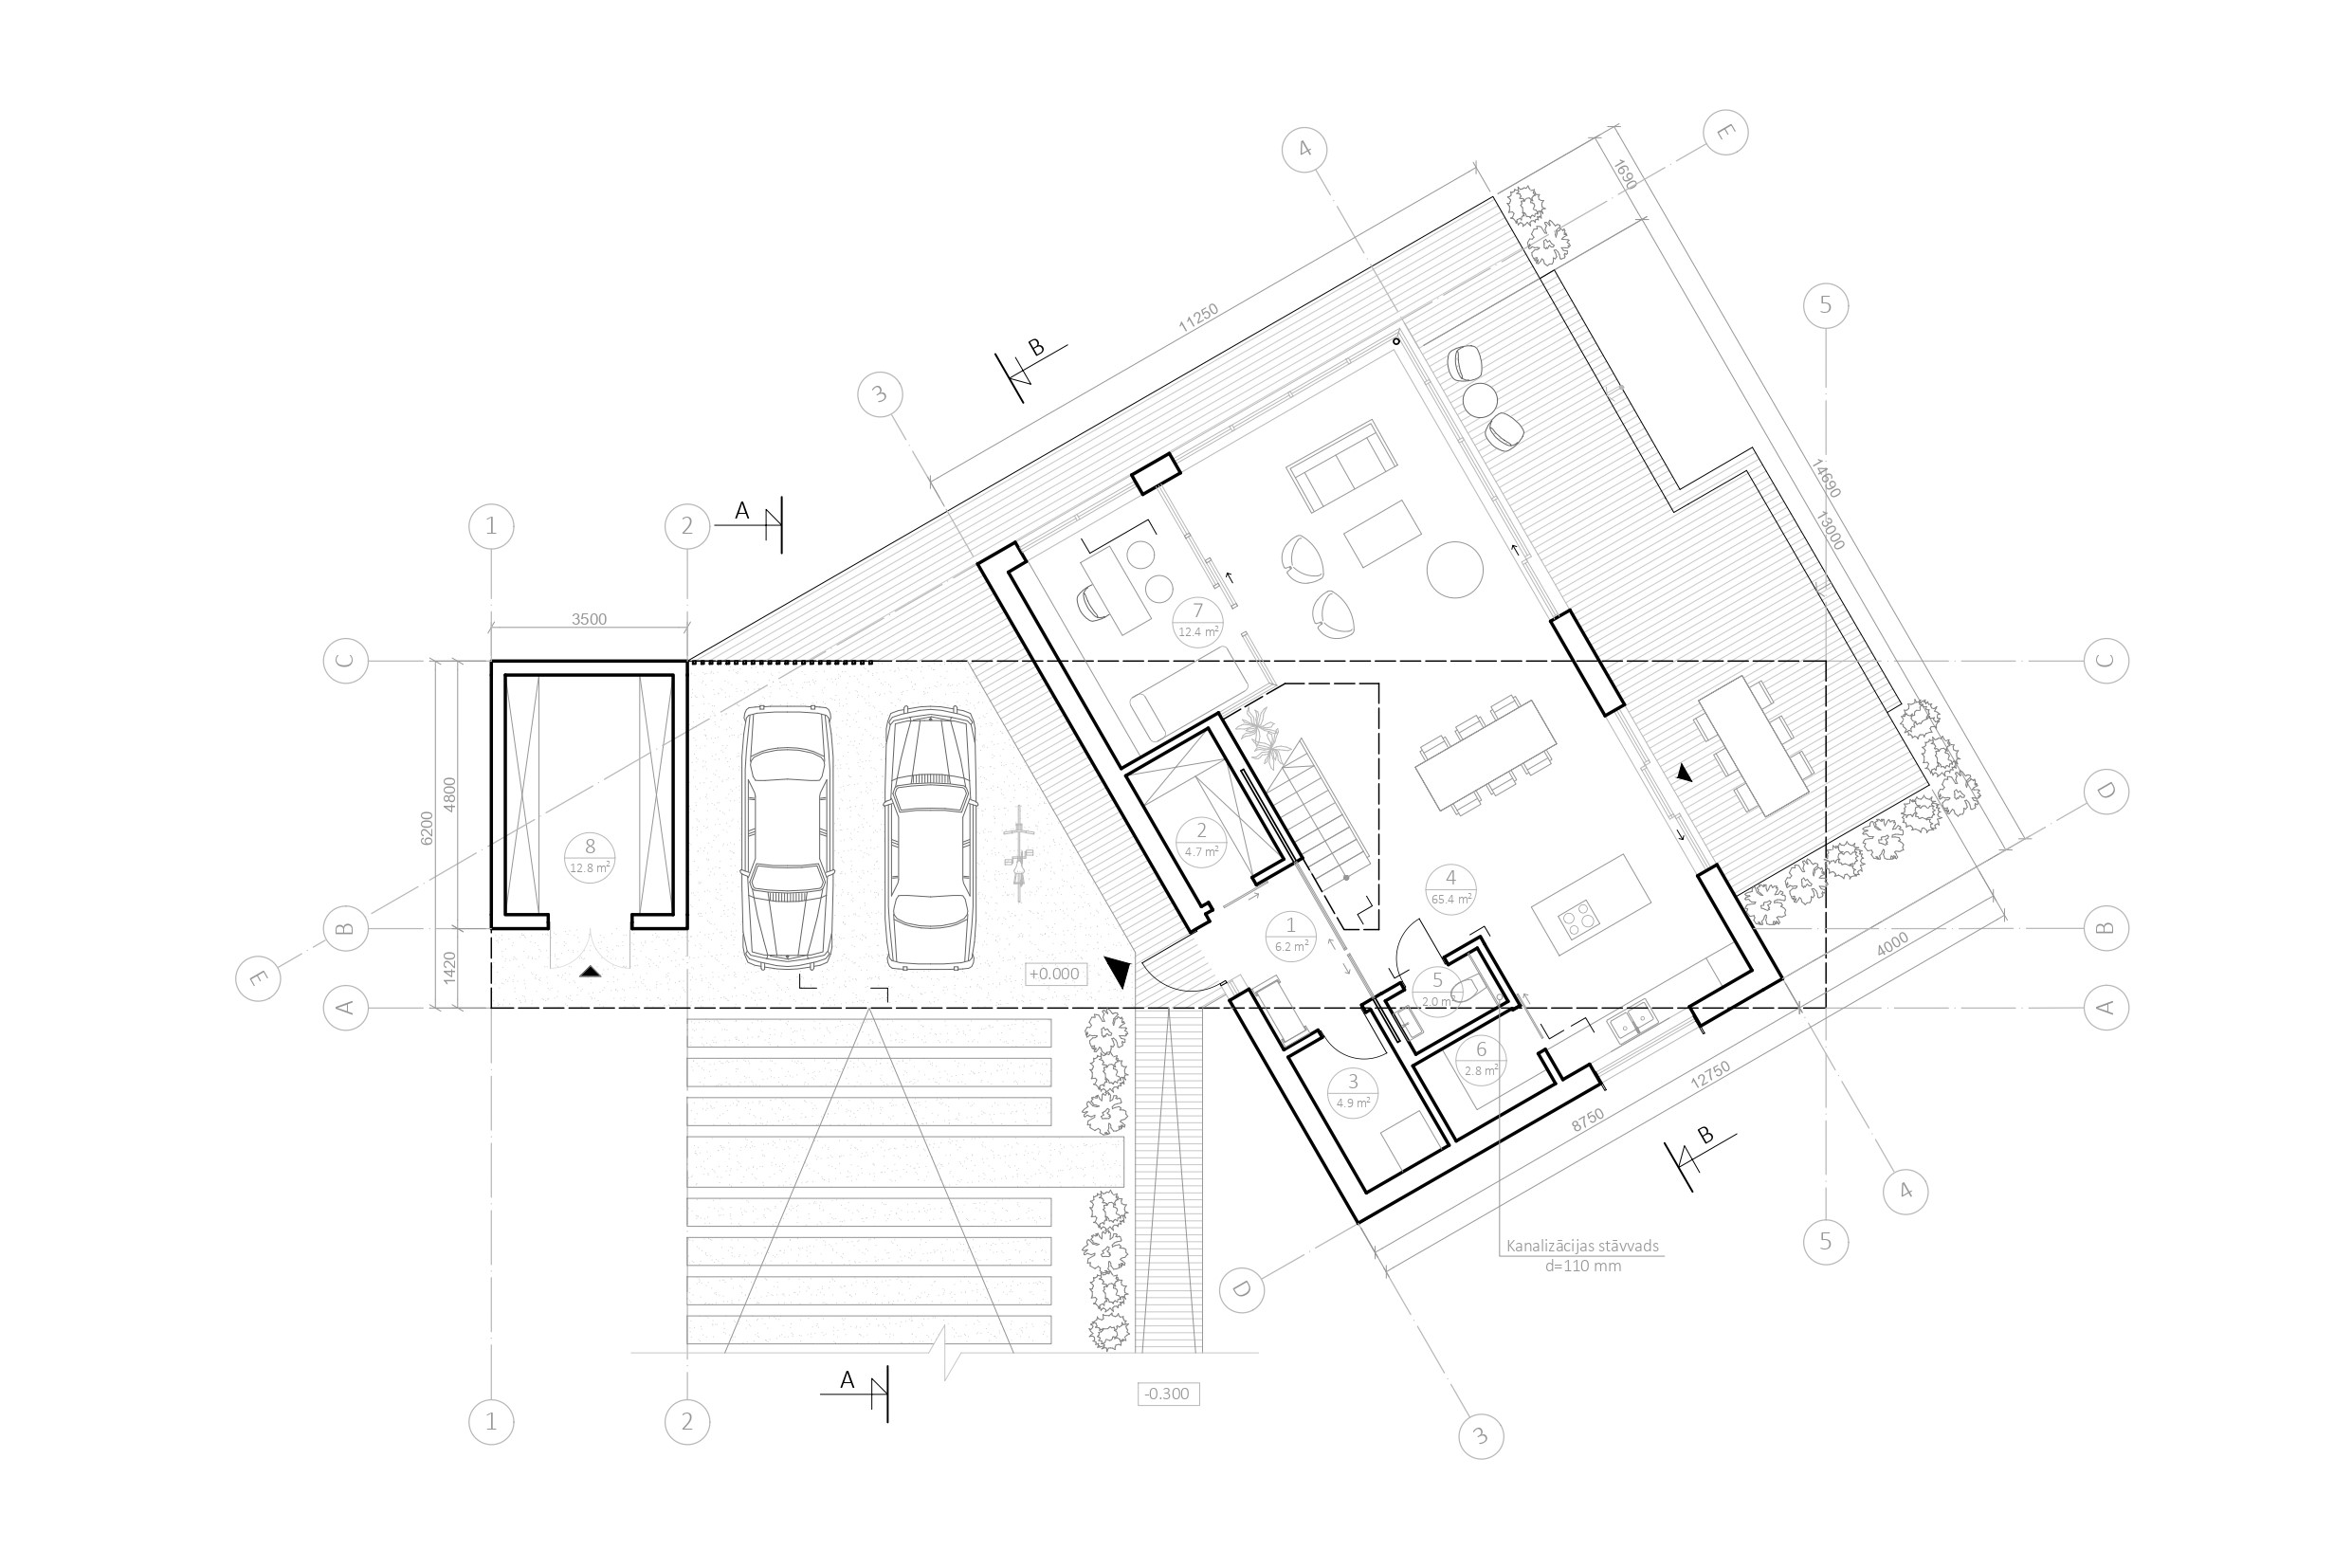 E
4
1690
5
11250
B
3
14690
13000
A
1
2
3500
7
12.4 m²
C
C
D
4800
6200
2
4.7 m²
8
12.8 m²
4
65.4 m²
1
6.2 m²
B
B
4000
1420
+0.000
E
5
2.0 m²
A
A
6
2.8 m²
12750
3
4.9 m²
8750
B
4
Kanalizācijas stāvvads
d=110 mm
5
D
A
-0.300
1
2
3